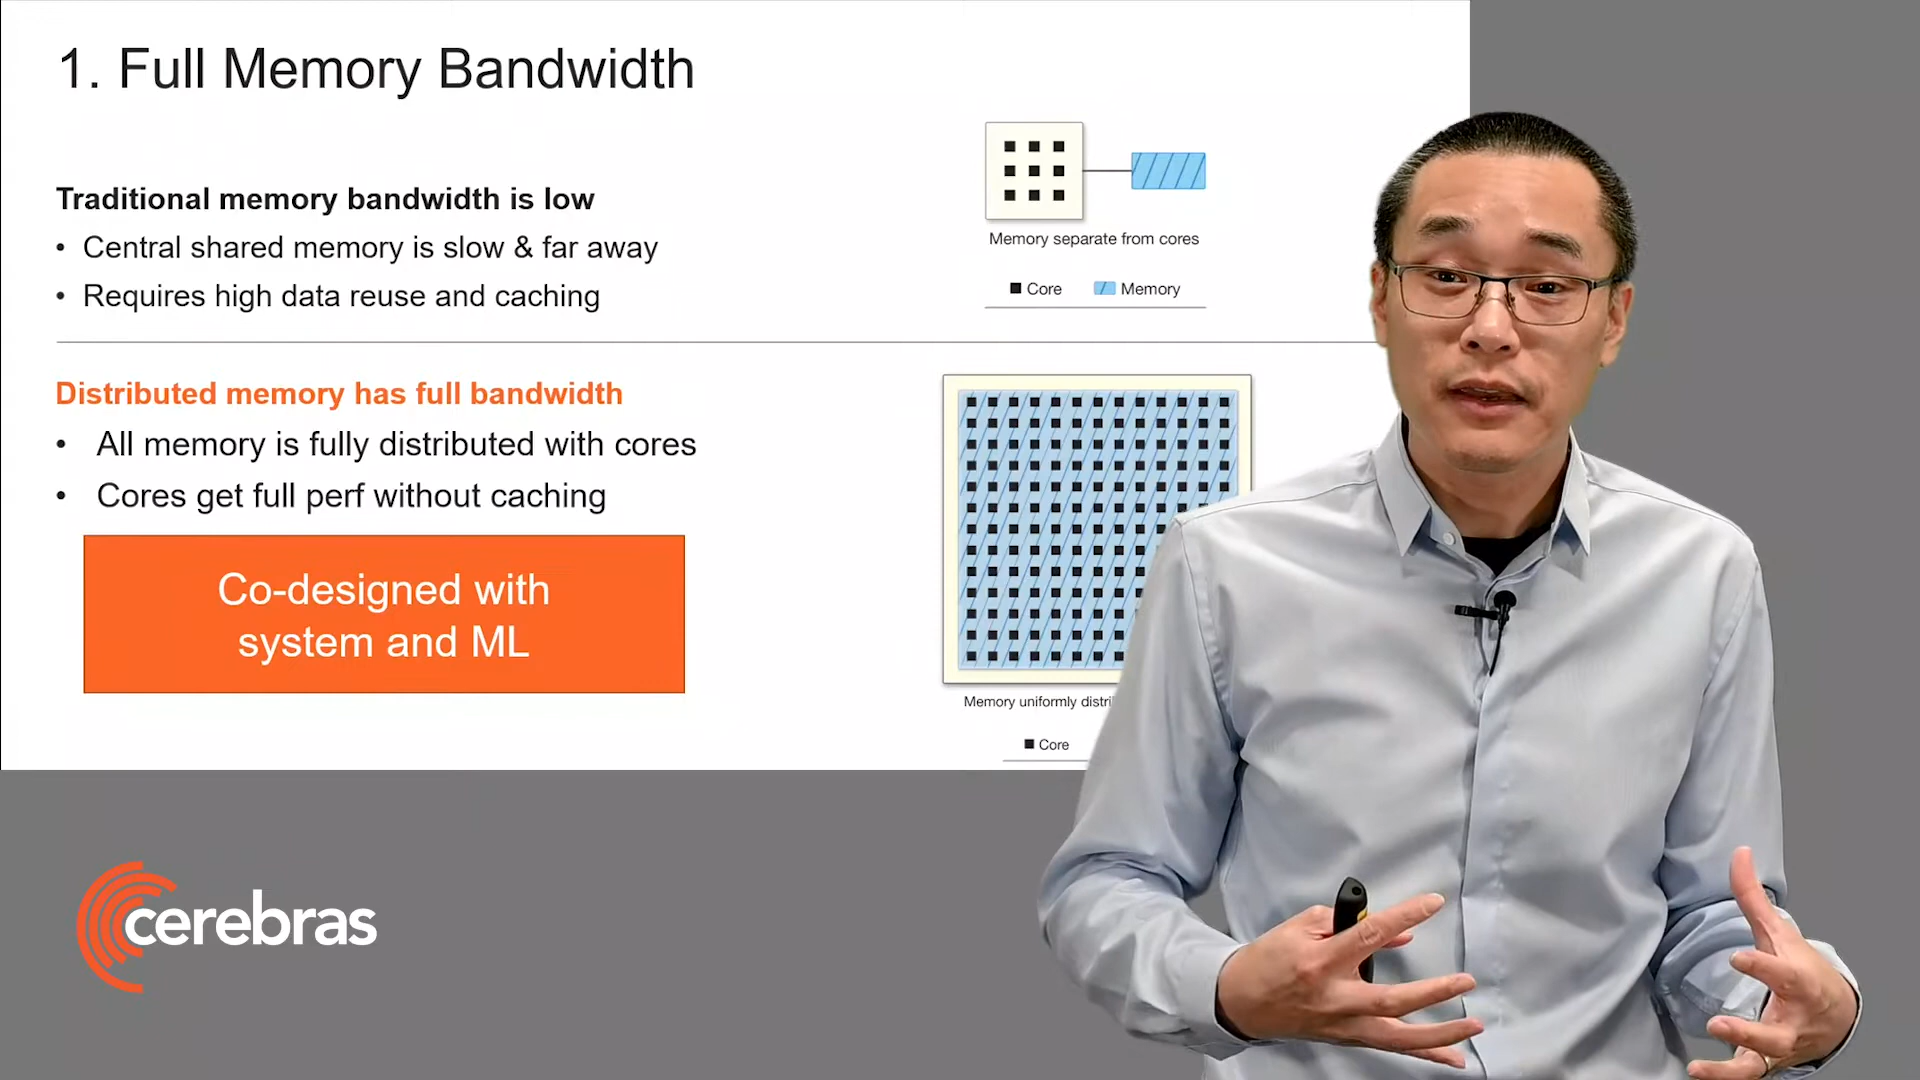 1. Full Memory Bandwidth
Traditional memory bandwidth is low
• Central shared memory is slow & far away
• Requires high data reuse and caching
Memory separate from cores
Core
Memory
Distributed memory has full bandwidth
• All memory is fully distributed with cores
• Cores get full perf without caching
Co-designed with
system and ML
Memory uniformly
Core
cerebras